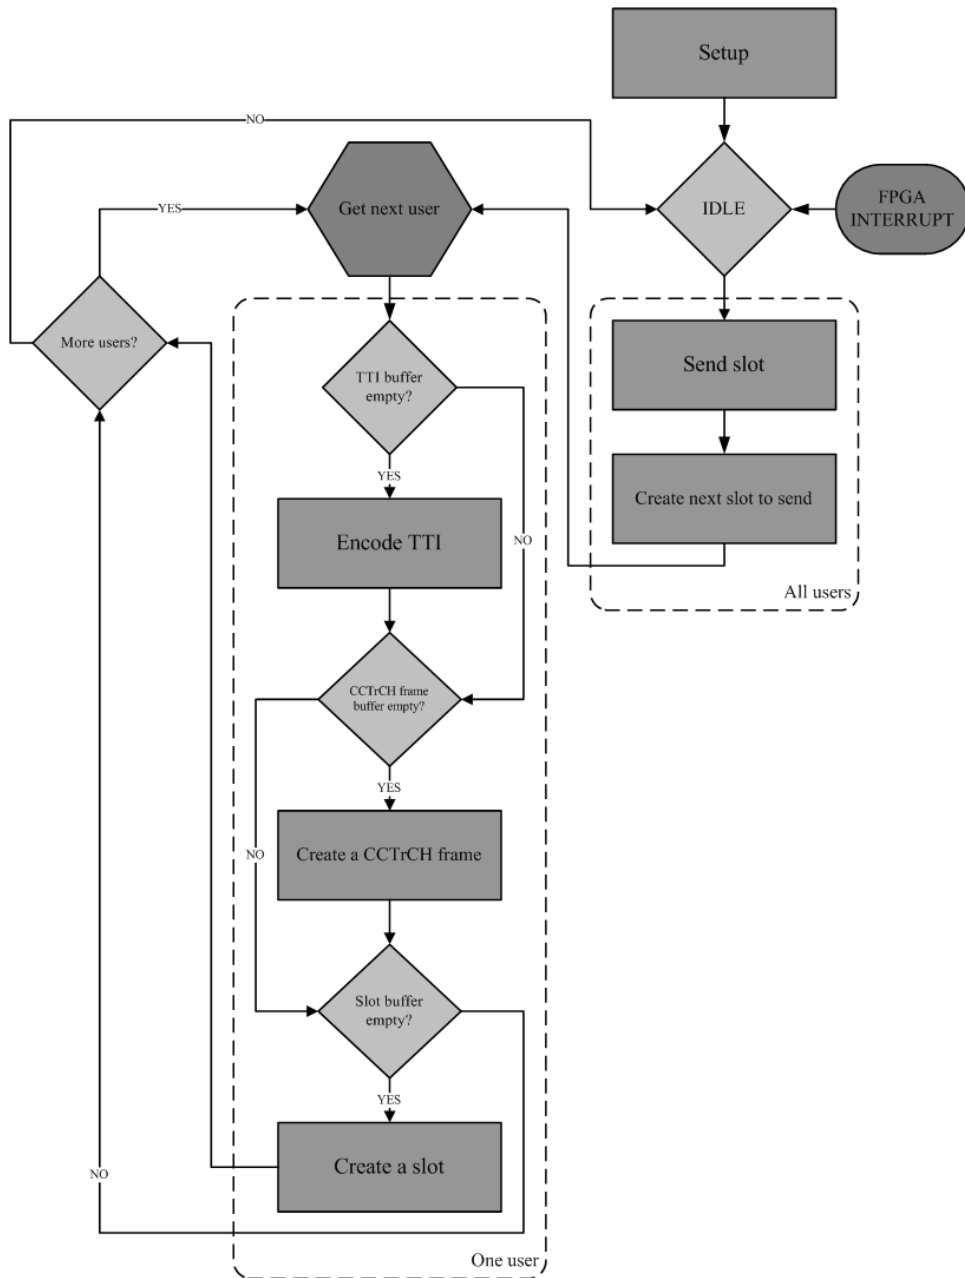 Setup
NO
YES
Get next user
IDLE
FPGA
INTERRUPT
More users?
TTI buffer
empty?
Send slot
YES
Create next slot to send
Encode TTI
NO
All users
CCTrCH frame
buffer empty?
YES
NO
Create a CCTrCH frame
Slot buffer
empty?
YES
Create a slot
NO
One user